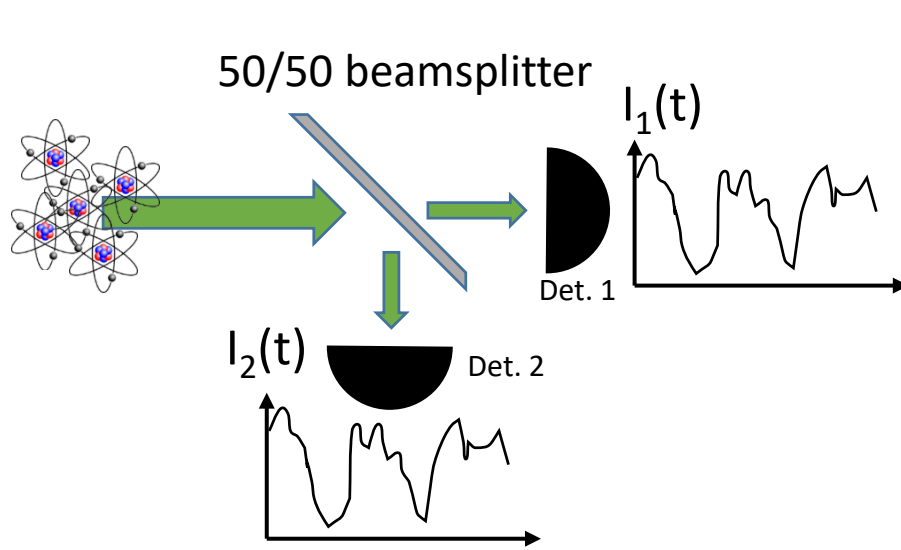 50/50 beamsplitter
I₁(t)
Det. 1
I₂(t)
Det. 2